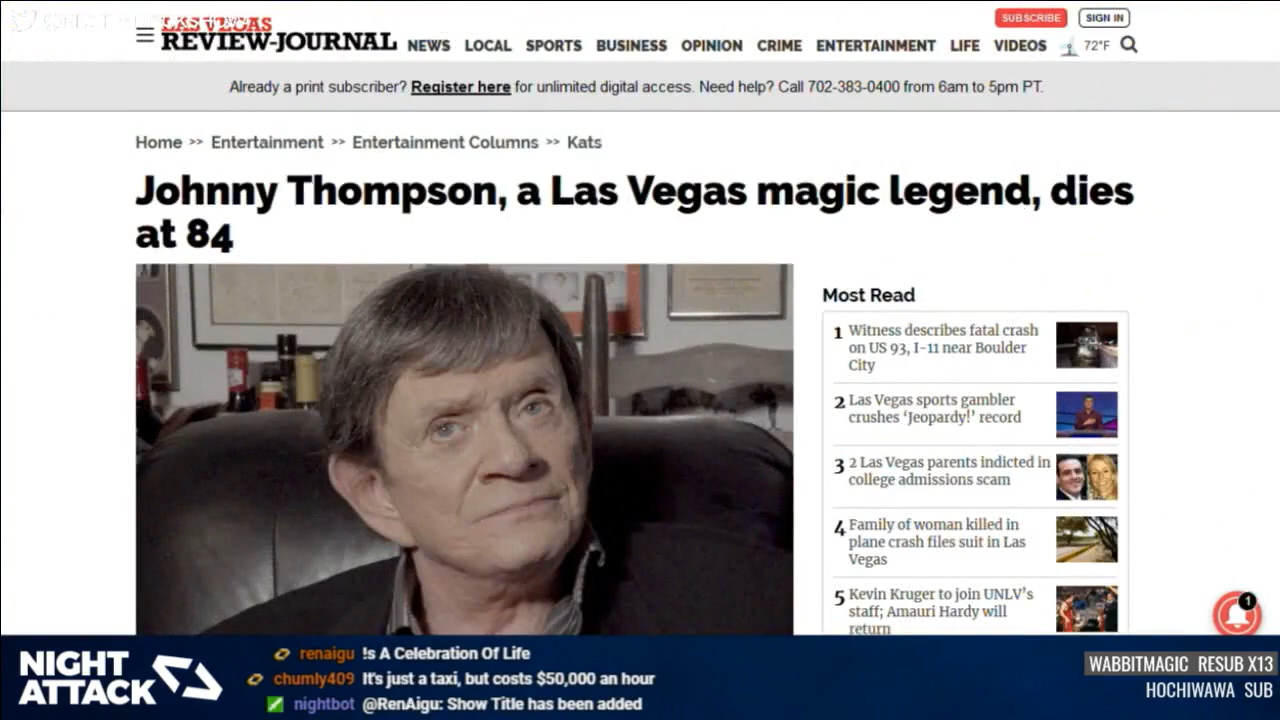 LAS VEGAS
REVIEW-JOURNAL
NEWS LOCAL SPORTS BUSINESS OPINION CRIME ENTERTAINMENT LIFE VIDEOS 72°F
SUBSCRIBE SIGN IN
Already a print subscriber? Register here for unlimited digital access. Need help? Call 702-383-0400 from 6am to 5pm PT.
Home >> Entertainment >> Entertainment Columns >> Kats
Johnny Thompson, a Las Vegas magic legend, dies
at 84
Most Read
1 Witness describes fatal crash
on US 93, I-11 near Boulder
City
2 Las Vegas sports gambler
crushes ‘Jeopardy!’ record
3 2 Las Vegas parents indicted in
college admissions scam
4 Family of woman killed in
plane crash files suit in Las
Vegas
5 Kevin Kruger to join UNLV’s
staff; Amauri Hardy will
return
1
NIGHT
ATTACK
renaigu !s A Celebration Of Life
chumly409 It's just a taxi, but costs $50,000 an hour
nightbot @RenAigu: Show Title has been added
WABBITMAGIC RESUB X13
HOCHIWAWA SUB